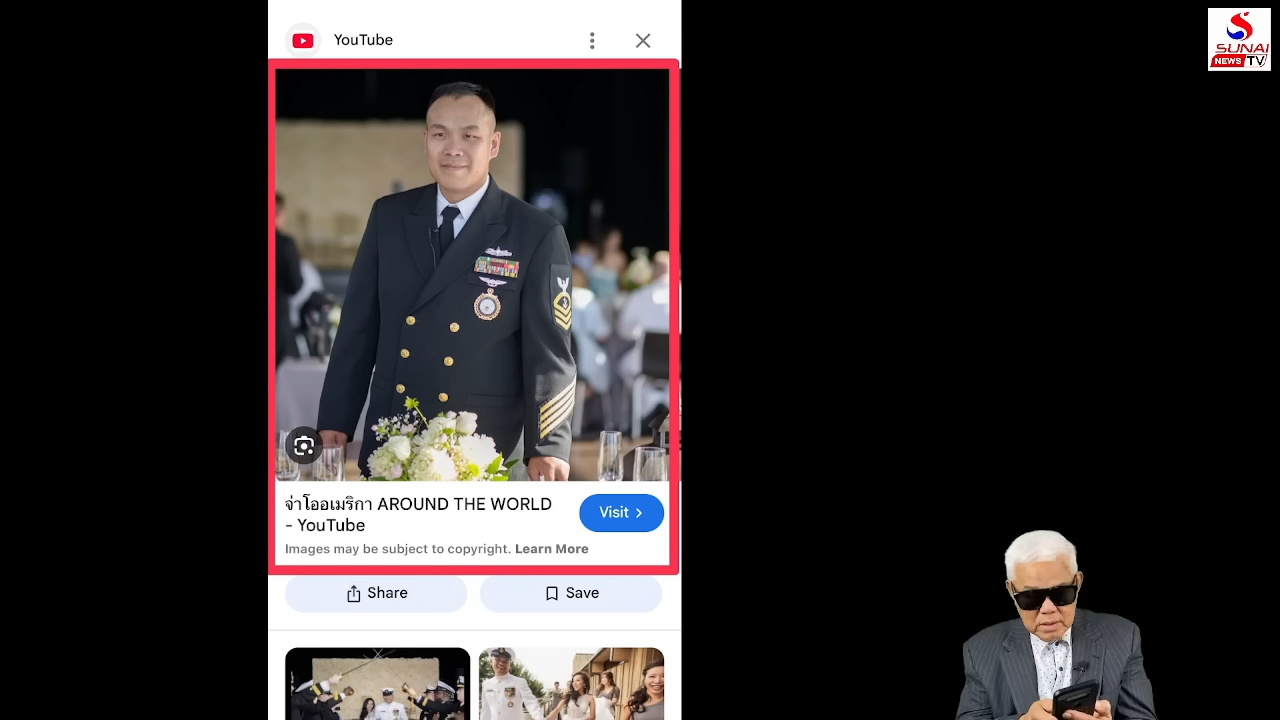 YouTube
SUNAI
NEWS TV
จ่าโออเมริกา AROUND THE WORLD
- YouTube
Visit
Images may be subject to copyright. Learn More
Share
Save